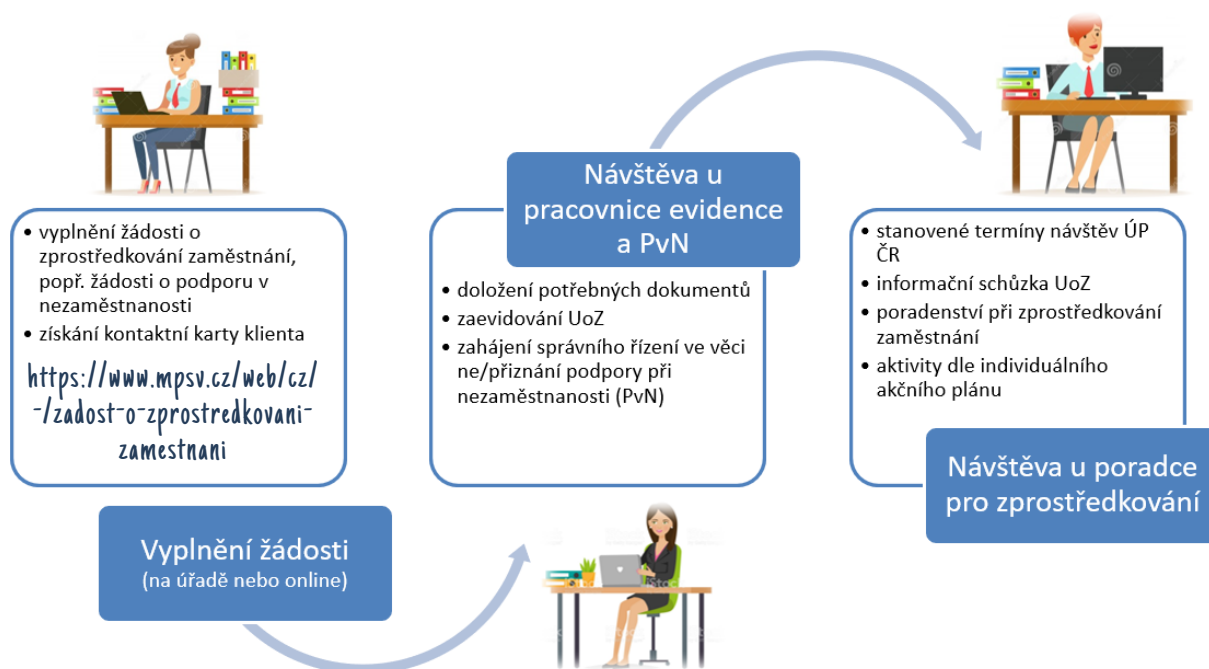 • vyplnění žádosti o
zprostředkování zaměstnání,
popř. žádosti o podporu v
nezaměstnanosti
• získání kontaktní karty klienta
https://www.mpsv.cz/web/cz/
-/zadost-o-zprostredkovani-
zamestnani
Vyplnění žádosti
(na úřadě nebo online)
Návštěva u
pracovnice evidence
a PvN
• doložení potřebných dokumentů
• zaevidování UoZ
• zahájení správního řízení ve věci
ne/přiznání podpory při
nezaměstnanosti (PvN)
• stanovené termíny návštěv ÚP
ČR
• informační schůzka UoZ
• poradenství při zprostředkování
zaměstnání
• aktivity dle individuálního
akčního plánu
Návštěva u poradce
pro zprostředkování